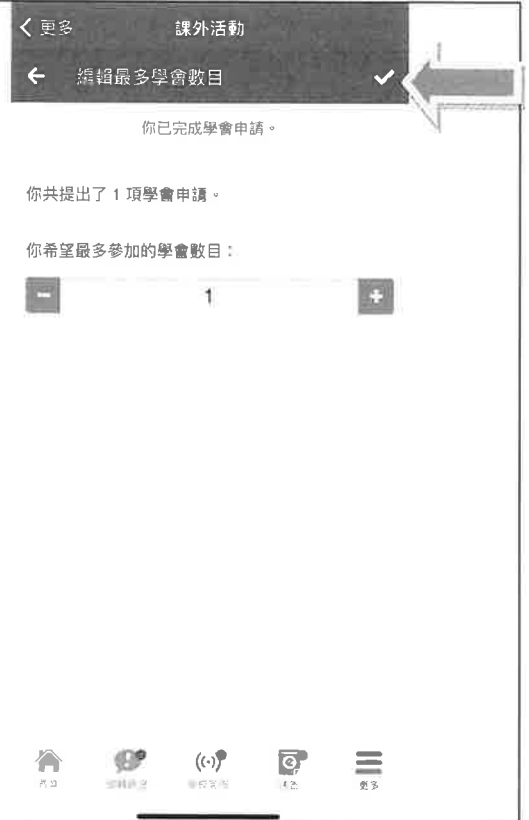 更多
課外活動
編輯最多學會數目
你已完成學會申請。
你共提出了 1 項學會申請。
你希望最多參加的學會數目：
1
更多